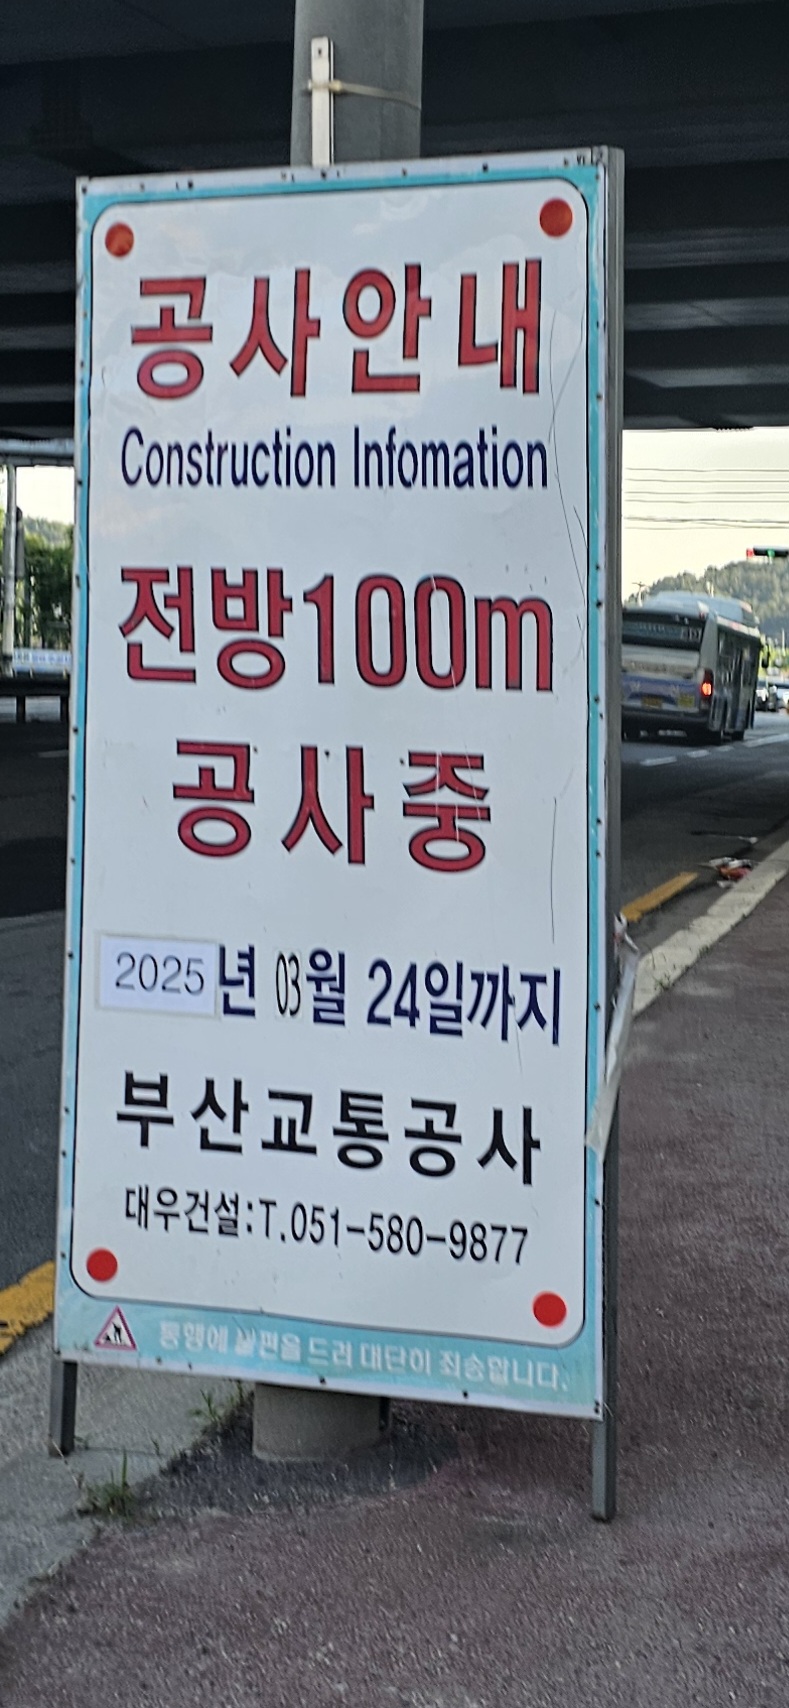 공사안내
Construction Infomation
전방100m
공사중
2025년 03월 24일까지
부산교통공사
대우건설:T.051-580-9877
통행에 불편을 드려 대단히 죄송합니다.